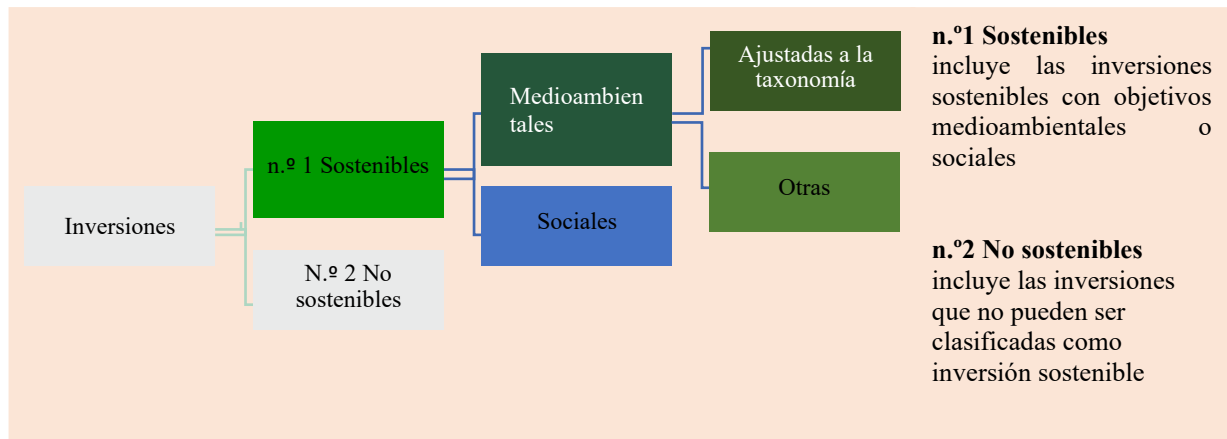 Inversiones
n.º 1 Sostenibles
N.º 2 No
sostenibles
Medioambien
tales
Sociales
Ajustadas a la
taxonomía
Otras
n.º1 Sostenibles
incluye las inversiones
sostenibles con objetivos
medioambientales o
sociales
n.º2 No sostenibles
incluye las inversiones
que no pueden ser
clasificadas como
inversión sostenible